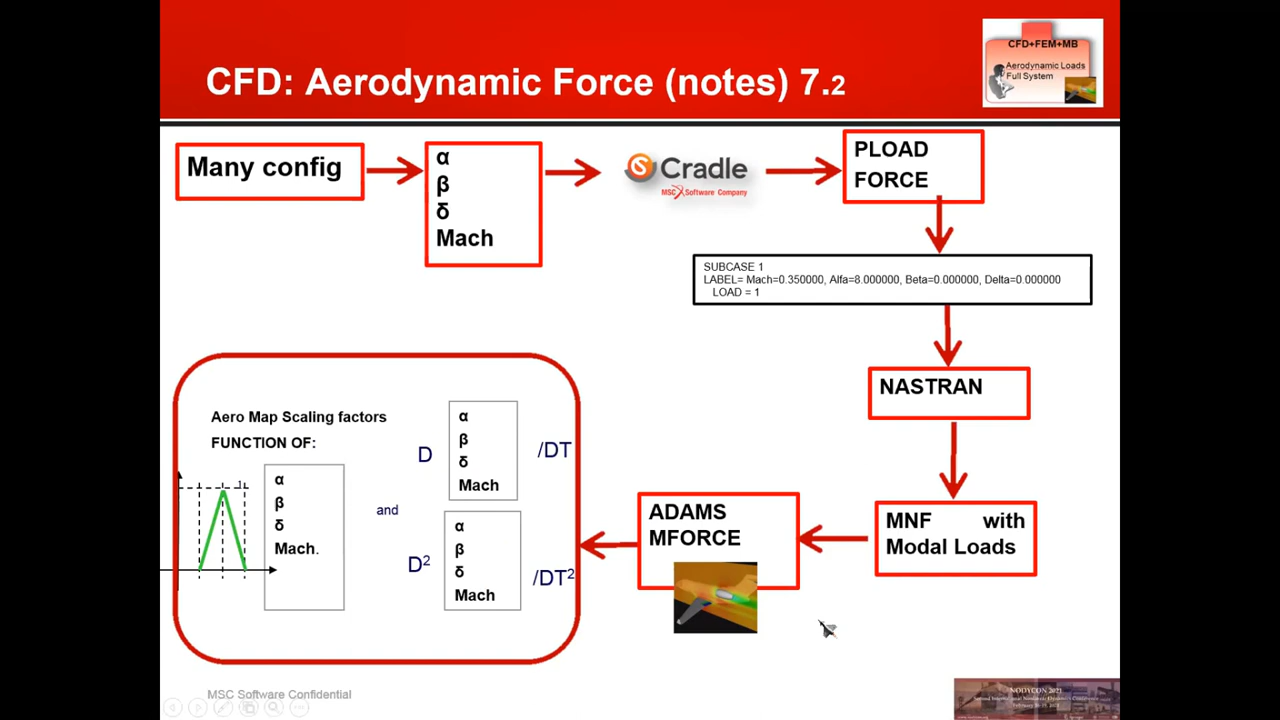 CFD: Aerodynamic Force (notes) 7.2
CFD+FEM+MB
Aerodynamic Loads
Full System
Many config
α
β
δ
Mach
Cradle
MSC Software Company
PLOAD
FORCE
SUBCASE 1
LABEL= Mach=0.350000, Alfa=8.000000, Beta=0.000000, Delta=0.000000
LOAD = 1
NASTRAN
MNF with
Modal Loads
ADAMS
MFORCE
Aero Map Scaling factors
FUNCTION OF:
1
α
β
δ
Mach.
and
D
α
β
δ
Mach
/DT
D²
α
β
δ
Mach
/DT²
MSC Software Confidential
NODYCON 2021